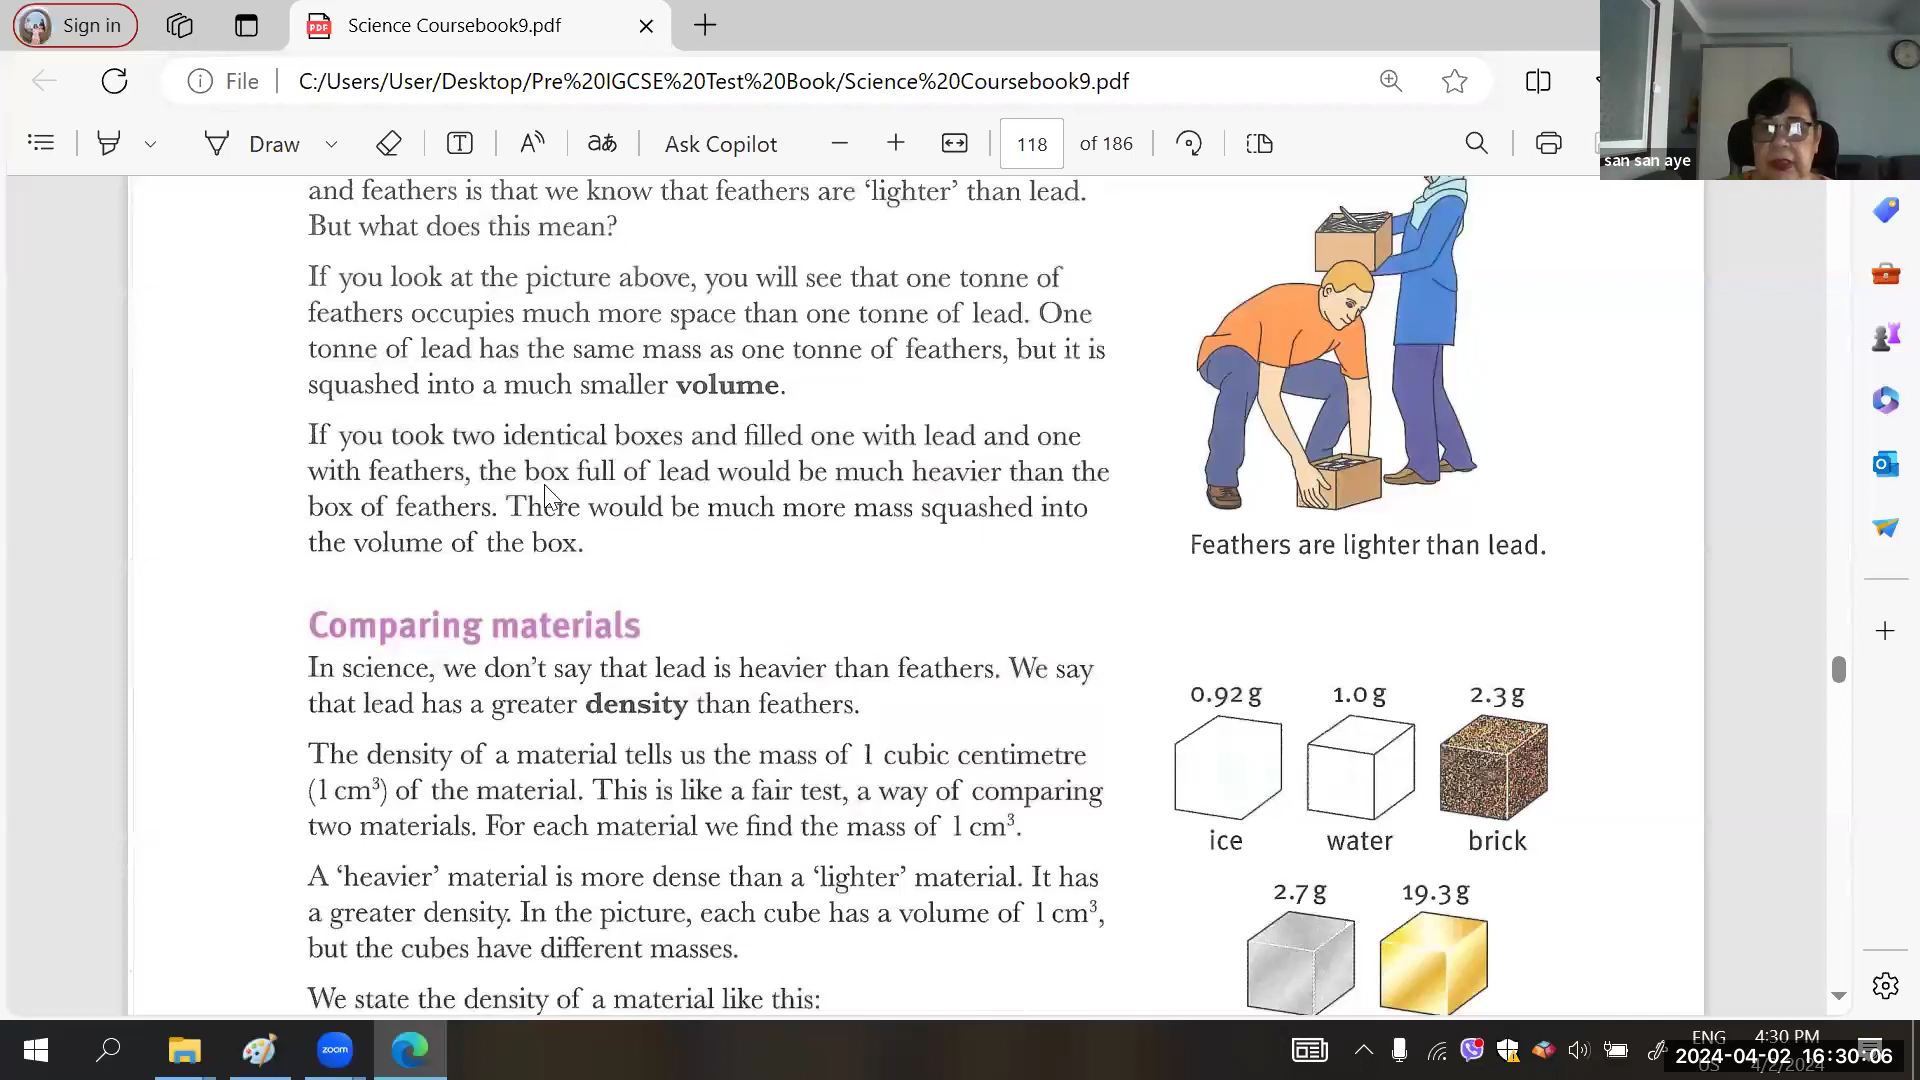 Sign in
Science Coursebook9.pdf
File
C:/Users/User/Desktop/Pre%20IGCSE%20Test%20Book/Science%20Coursebook9.pdf
san san aye
Draw
Ask Copilot
118
of 186
and feathers is that we know that feathers are ‘lighter’ than lead.
But what does this mean?
If you look at the picture above, you will see that one tonne of
feathers occupies much more space than one tonne of lead. One
tonne of lead has the same mass as one tonne of feathers, but it is
squashed into a much smaller volume.
If you took two identical boxes and filled one with lead and one
with feathers, the box full of lead would be much heavier than the
box of feathers. There would be much more mass squashed into
the volume of the box.
Feathers are lighter than lead.
Comparing materials
In science, we don’t say that lead is heavier than feathers. We say
that lead has a greater density than feathers.
The density of a material tells us the mass of 1 cubic centimetre
(1 cm³) of the material. This is like a fair test, a way of comparing
two materials. For each material we find the mass of 1 cm³.
A ‘heavier’ material is more dense than a ‘lighter’ material. It has
a greater density. In the picture, each cube has a volume of 1 cm³,
but the cubes have different masses.
We state the density of a material like this:
0.92 g 1.0 g 2.3 g
ice water brick
2.7 g 19.3 g
zoom
ENG
4:30 PM
2024-04-02 16:30:06
4/2/2024